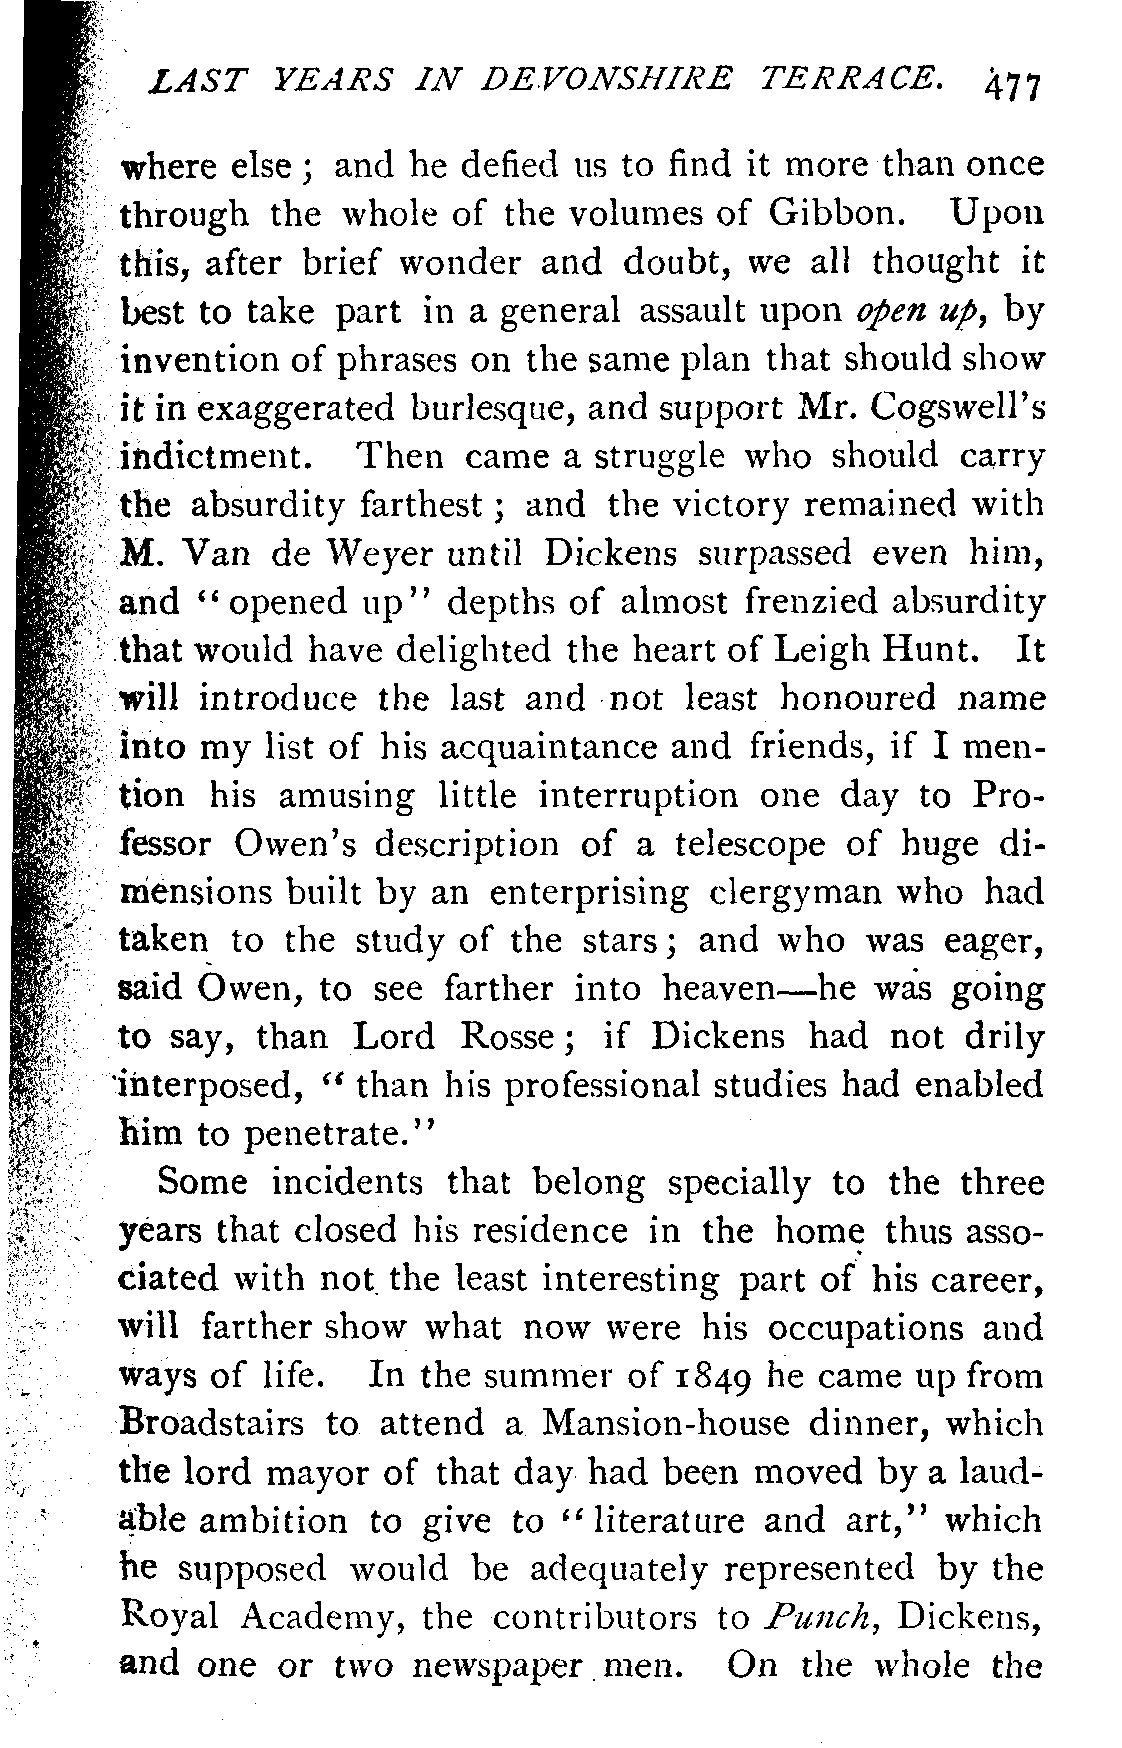 LAST YEARS IN DEVONSHIRE TERRACE. 477
where else ; and he defied us to find it more than once
through the whole of the volumes of Gibbon. Upon
this, after brief wonder and doubt, we all thought it
best to take part in a general assault upon open up, by
invention of phrases on the same plan that should show
it in exaggerated burlesque, and support Mr. Cogswell's
indictment. Then came a struggle who should carry
the absurdity farthest ; and the victory remained with
M. Van de Weyer until Dickens surpassed even him,
and “ opened up” depths of almost frenzied absurdity
that would have delighted the heart of Leigh Hunt. It
will introduce the last and not least honoured name
into my list of his acquaintance and friends, if I men-
tion his amusing little interruption one day to Pro-
fessor Owen's description of a telescope of huge di-
mensions built by an enterprising clergyman who had
taken to the study of the stars ; and who was eager,
said Owen, to see farther into heaven—he was going
to say, than Lord Rosse ; if Dickens had not drily
interposed, “ than his professional studies had enabled
him to penetrate.”
Some incidents that belong specially to the three
years that closed his residence in the home thus asso-
ciated with not the least interesting part of his career,
will farther show what now were his occupations and
ways of life. In the summer of 1849 he came up from
Broadstairs to attend a Mansion-house dinner, which
the lord mayor of that day had been moved by a laud-
able ambition to give to “ literature and art,” which
he supposed would be adequately represented by the
Royal Academy, the contributors to Punch, Dickens,
and one or two newspaper men. On the whole the